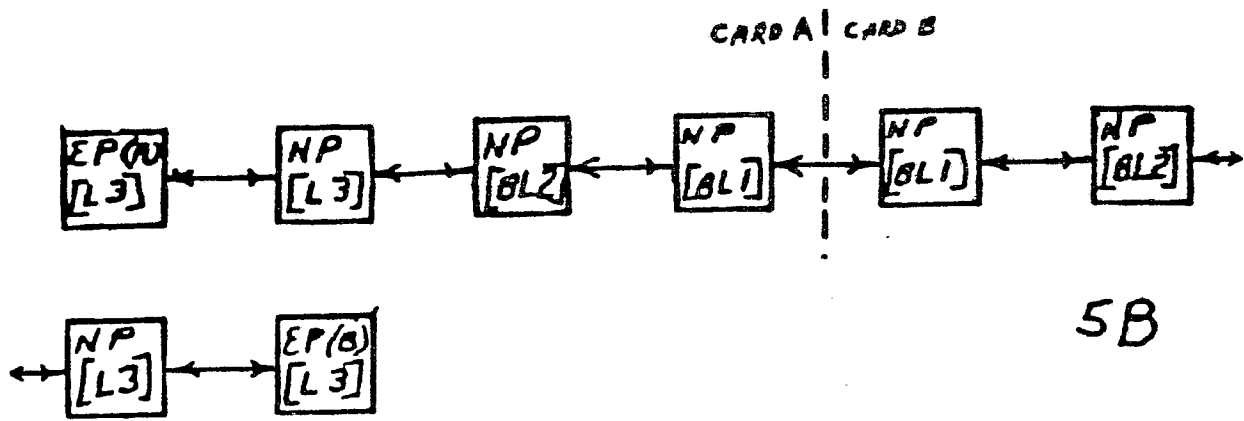 CARD A CARD B
EP(A)
[L3]
NP
[L3]
NP
[BL2]
NP
[BL1]
NP
[BL1]
NP
[BL2]
NP
[L3]
EP(B)
[L3]
5B